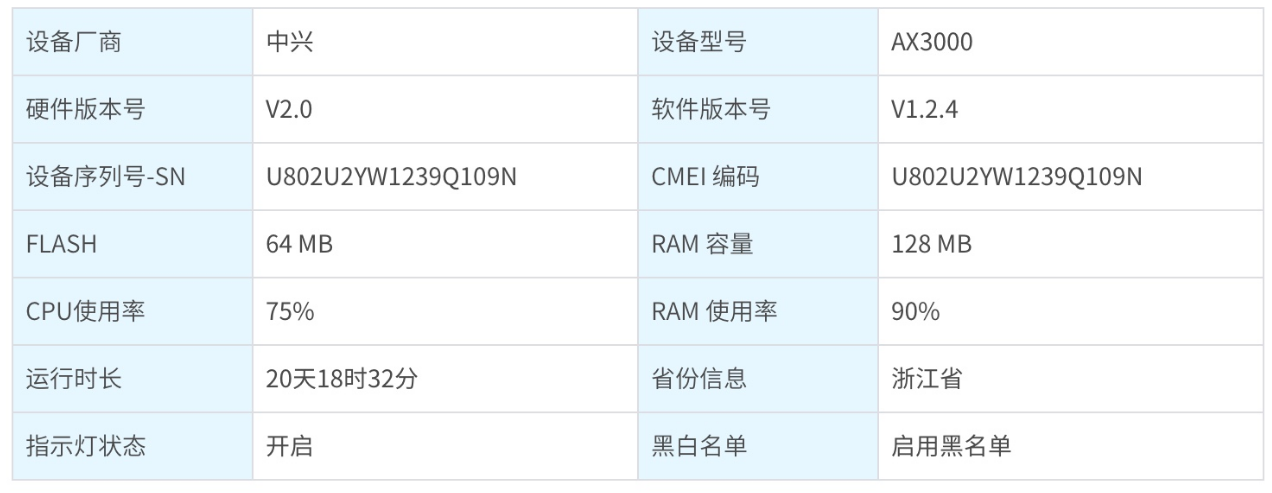 设备厂商 中兴 设备型号 AX3000
硬件版本号 V2.0 软件版本号 V1.2.4
设备序列号-SN U802U2YW1239Q109N CMEI 编码 U802U2YW1239Q109N
FLASH 64 MB RAM 容量 128 MB
CPU使用率 75% RAM 使用率 90%
运行时长 20天18时32分 省份信息 浙江省
指示灯状态 开启 黑白名单 启用黑名单